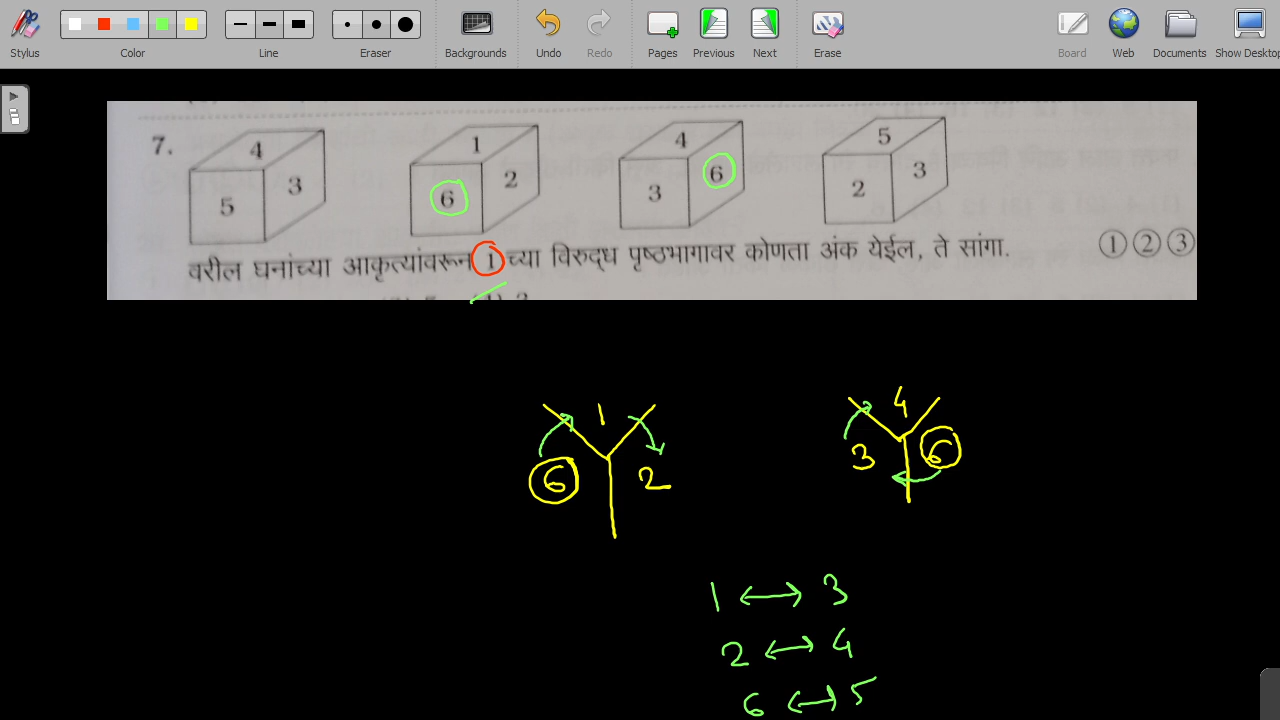 Stylus Color Line Eraser Backgrounds Undo Redo Pages Previous Next Erase Board Web Documents Show Desktop
7.
4 1 4 5
5 3 6 2 3 6 2 3
वरील घनांच्या आकृत्यांवरून 1 च्या विरुद्ध पृष्ठभागावर कोणता अंक येईल, ते सांगा. ① ② ③
1 4
6 2 3 6
1 ↔ 3
2 ↔ 4
6 ↔ 5